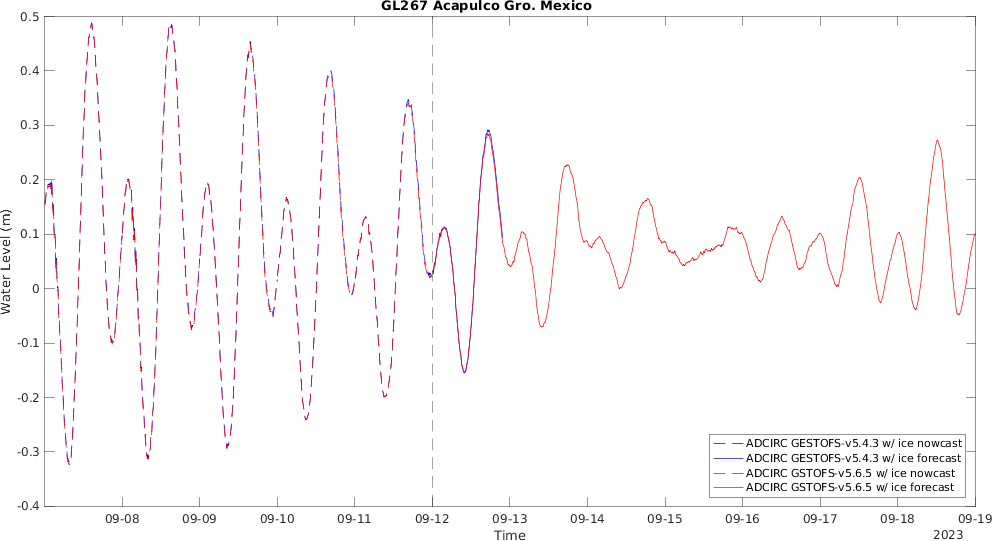 GL267 Acapulco Gro. Mexico
0.5
0.4
0.3
0.2
0.1
0
-0.1
-0.2
-0.3
-0.4
Water Level (m)
ADCIRC GESTOFS-v5.4.3 w/ ice nowcast
ADCIRC GESTOFS-v5.4.3 w/ ice forecast
ADCIRC GSTOFS-v5.6.5 w/ ice nowcast
ADCIRC GSTOFS-v5.6.5 w/ ice forecast
09-08 09-09 09-10 09-11 09-12 09-13 09-14 09-15 09-16 09-17 09-18 09-19
Time
2023